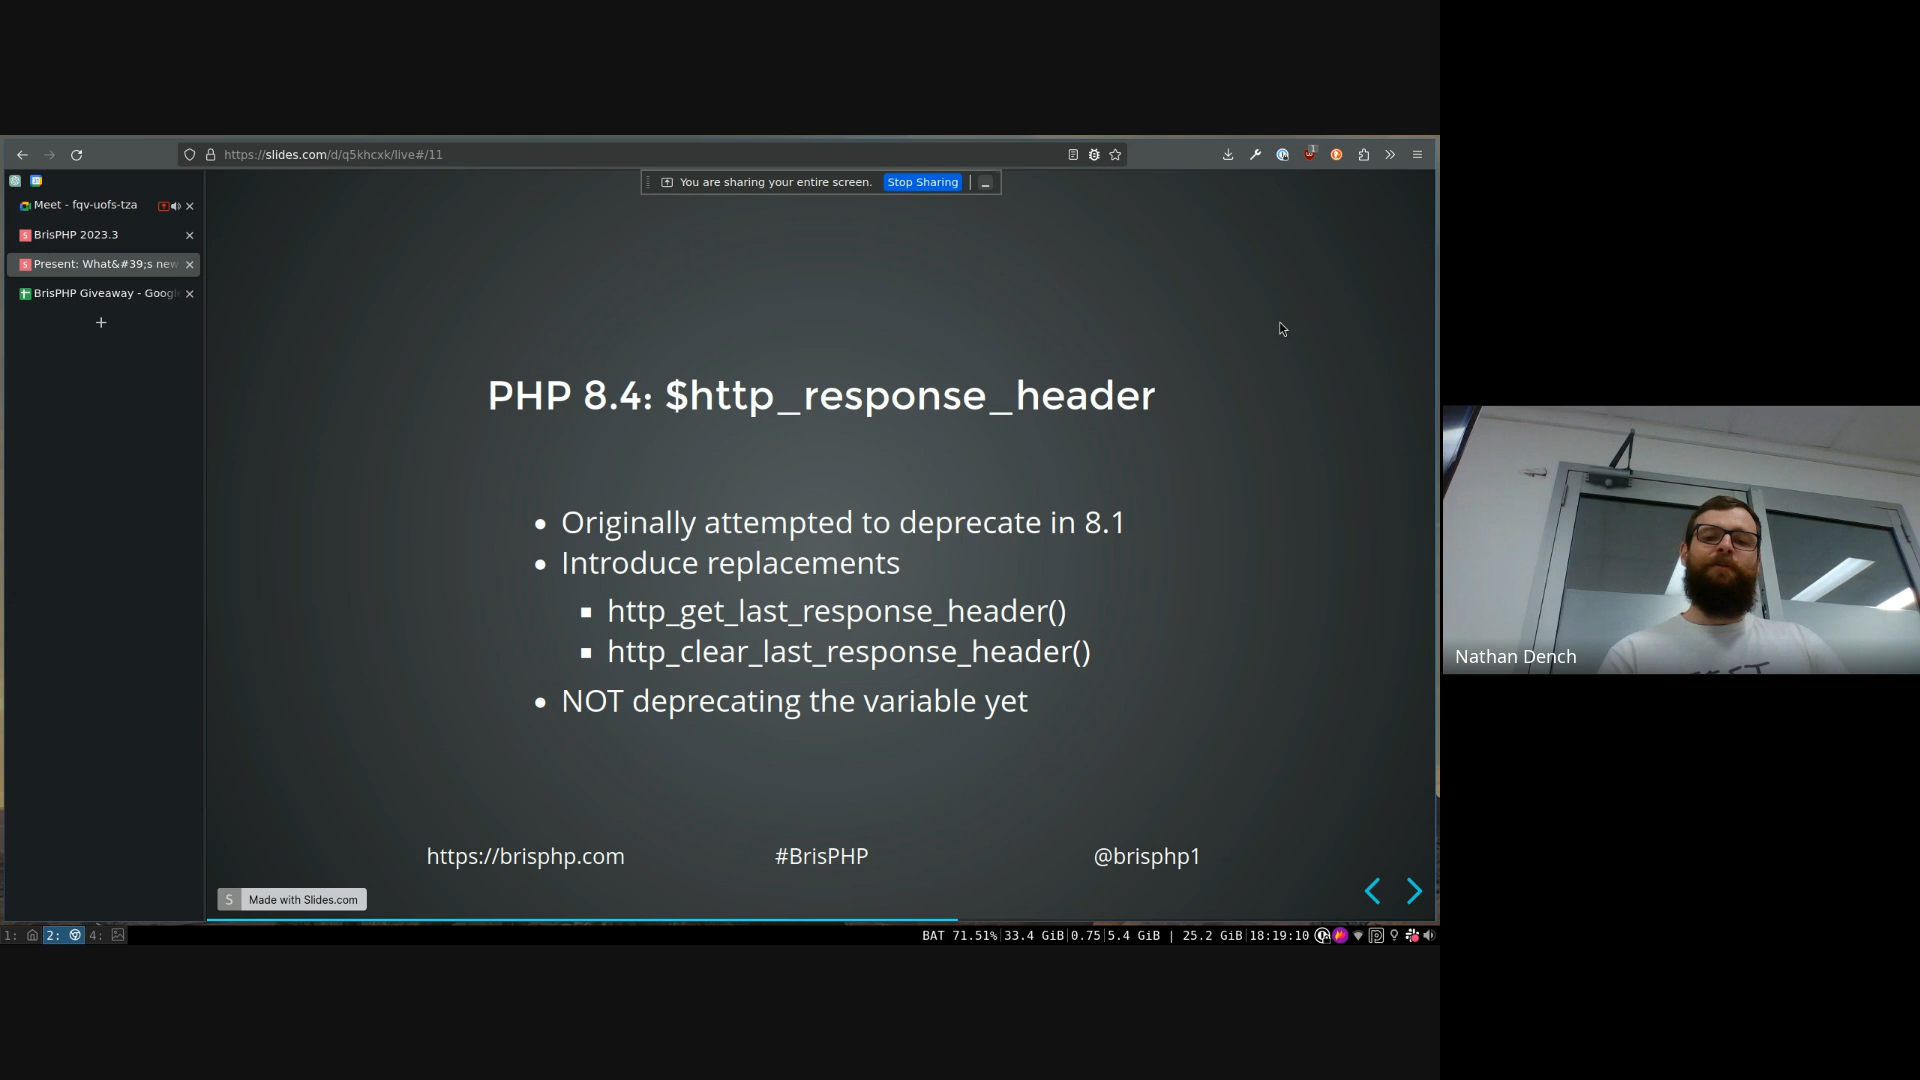 https://slides.com/d/q5khcxk/live#/11
You are sharing your entire screen.
Stop Sharing
Meet - fqv-uofs-tza
BrisPHP 2023.3
Present: What&#39;s new
BrisPHP Giveaway - Googl
PHP 8.4: $http_response_header
Originally attempted to deprecate in 8.1
Introduce replacements
http_get_last_response_header()
http_clear_last_response_header()
NOT deprecating the variable yet
https://brisphp.com
#BrisPHP
@brisphp1
S Made with Slides.com
1: 2: 4:
BAT 71.51%|33.4 GiB|0.75|5.4 GiB | 25.2 GiB|18:19:10
Nathan Dench